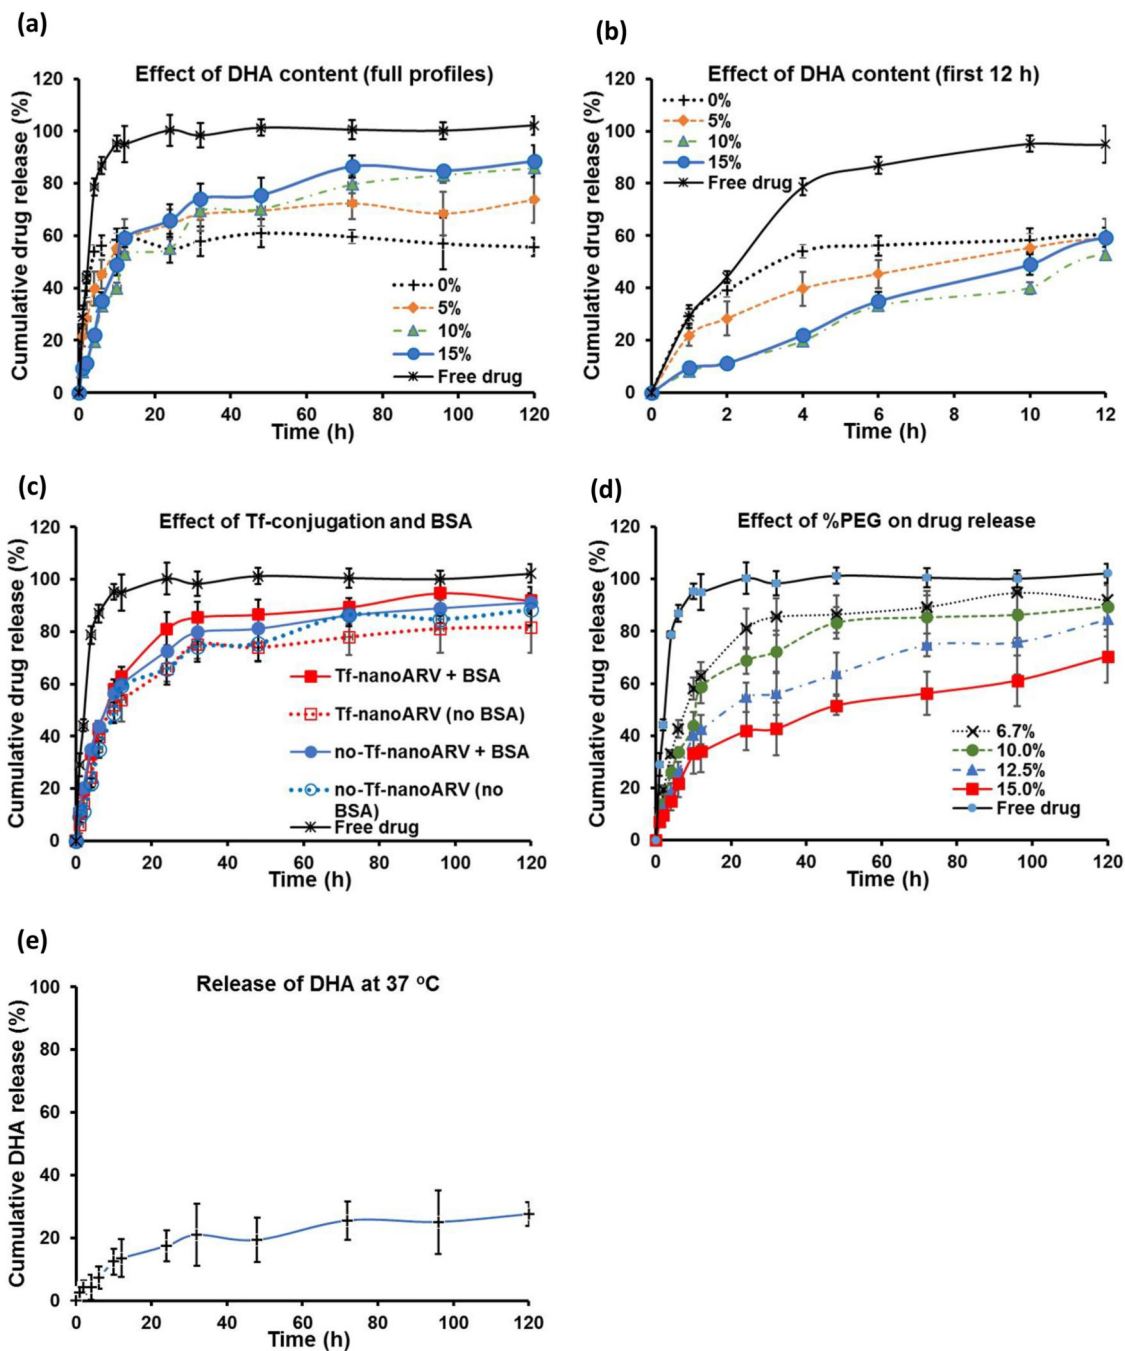 (a)
Effect of DHA content (full profiles)
Cumulative drug release (%)
120
100
80
60
40
20
0
0%
5%
10%
15%
Free drug
0 20 40 60 80 100 120
Time (h)
(b)
Effect of DHA content (first 12 h)
Cumulative drug release (%)
120
100
80
60
40
20
0
0%
5%
10%
15%
Free drug
0 2 4 6 8 10 12
Time (h)
(c)
Effect of Tf-conjugation and BSA
Cumulative drug release (%)
120
100
80
60
40
20
0
Tf-nanoARV + BSA
Tf-nanoARV (no BSA)
no-Tf-nanoARV + BSA
no-Tf-nanoARV (no
BSA)
Free drug
0 20 40 60 80 100 120
Time (h)
(d)
Effect of %PEG on drug release
Cumulative drug release (%)
120
100
80
60
40
20
0
6.7%
10.0%
12.5%
15.0%
Free drug
0 20 40 60 80 100 120
Time (h)
(e)
Release of DHA at 37 °C
Cumulative DHA release (%)
100
80
60
40
20
0
0 20 40 60 80 100 120
Time (h)